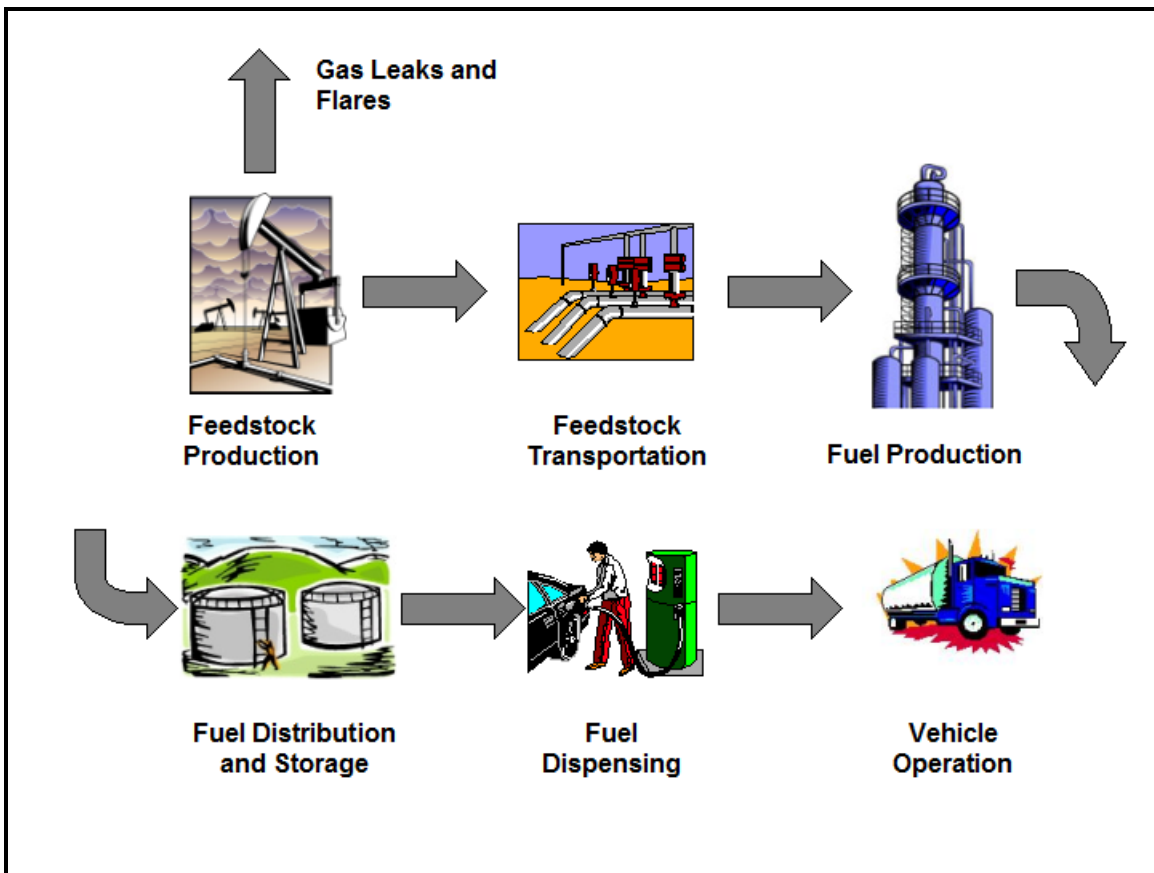 Gas Leaks and
Flares
Feedstock
Production
Feedstock
Transportation
Fuel Production
Fuel Distribution
and Storage
Fuel
Dispensing
Vehicle
Operation